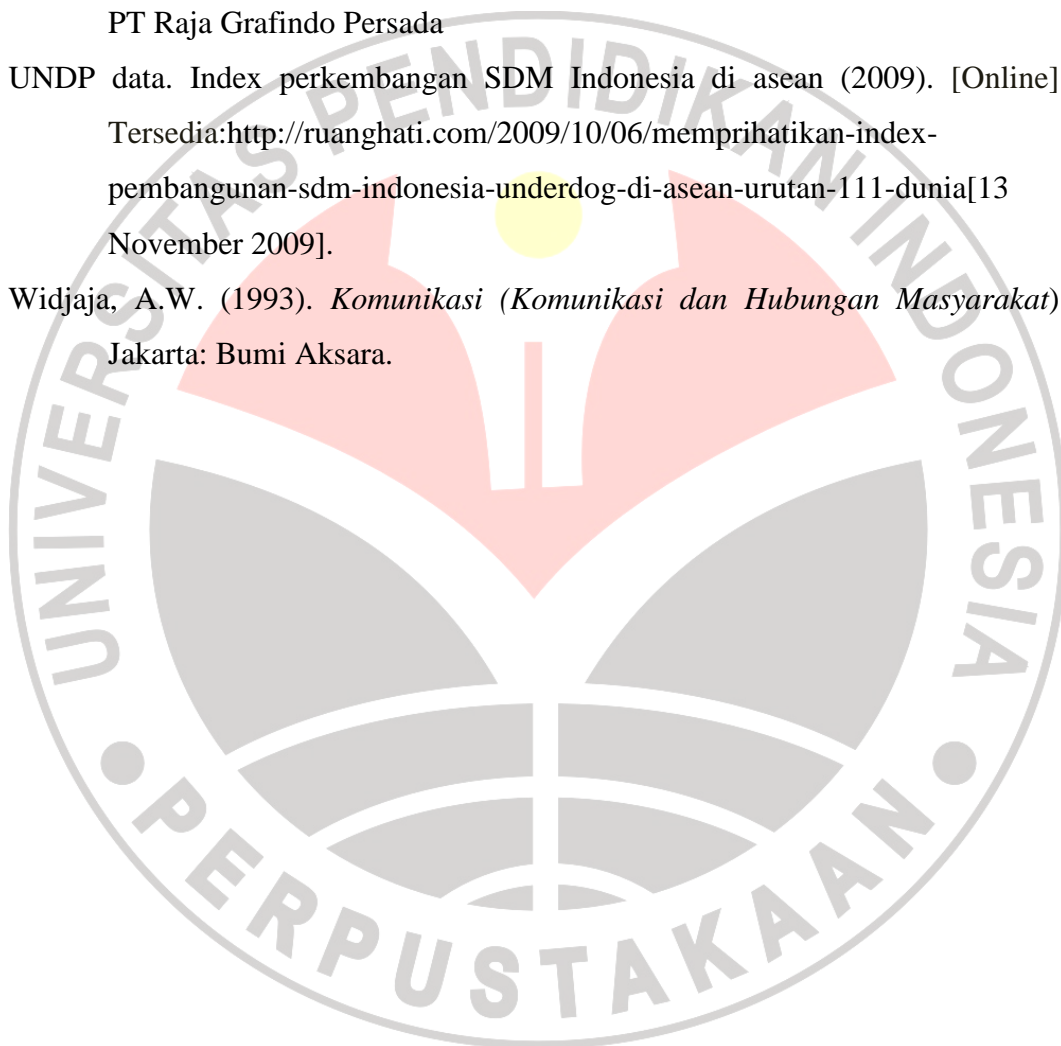 PT Raja Grafindo Persada
UNDP data. Index perkembangan SDM Indonesia di asean (2009). [Online]
Tersedia:http://ruanghati.com/2009/10/06/memprihatikan-index-
pembangunan-sdm-indonesia-underdog-di-asean-urutan-111-dunia[13
November 2009].
Widjaja, A.W. (1993). Komunikasi (Komunikasi dan Hubungan Masyarakat)
Jakarta: Bumi Aksara.
UNIVERSITAS PENDIDIKAN INDONESIA
PERPUSTAKAAN